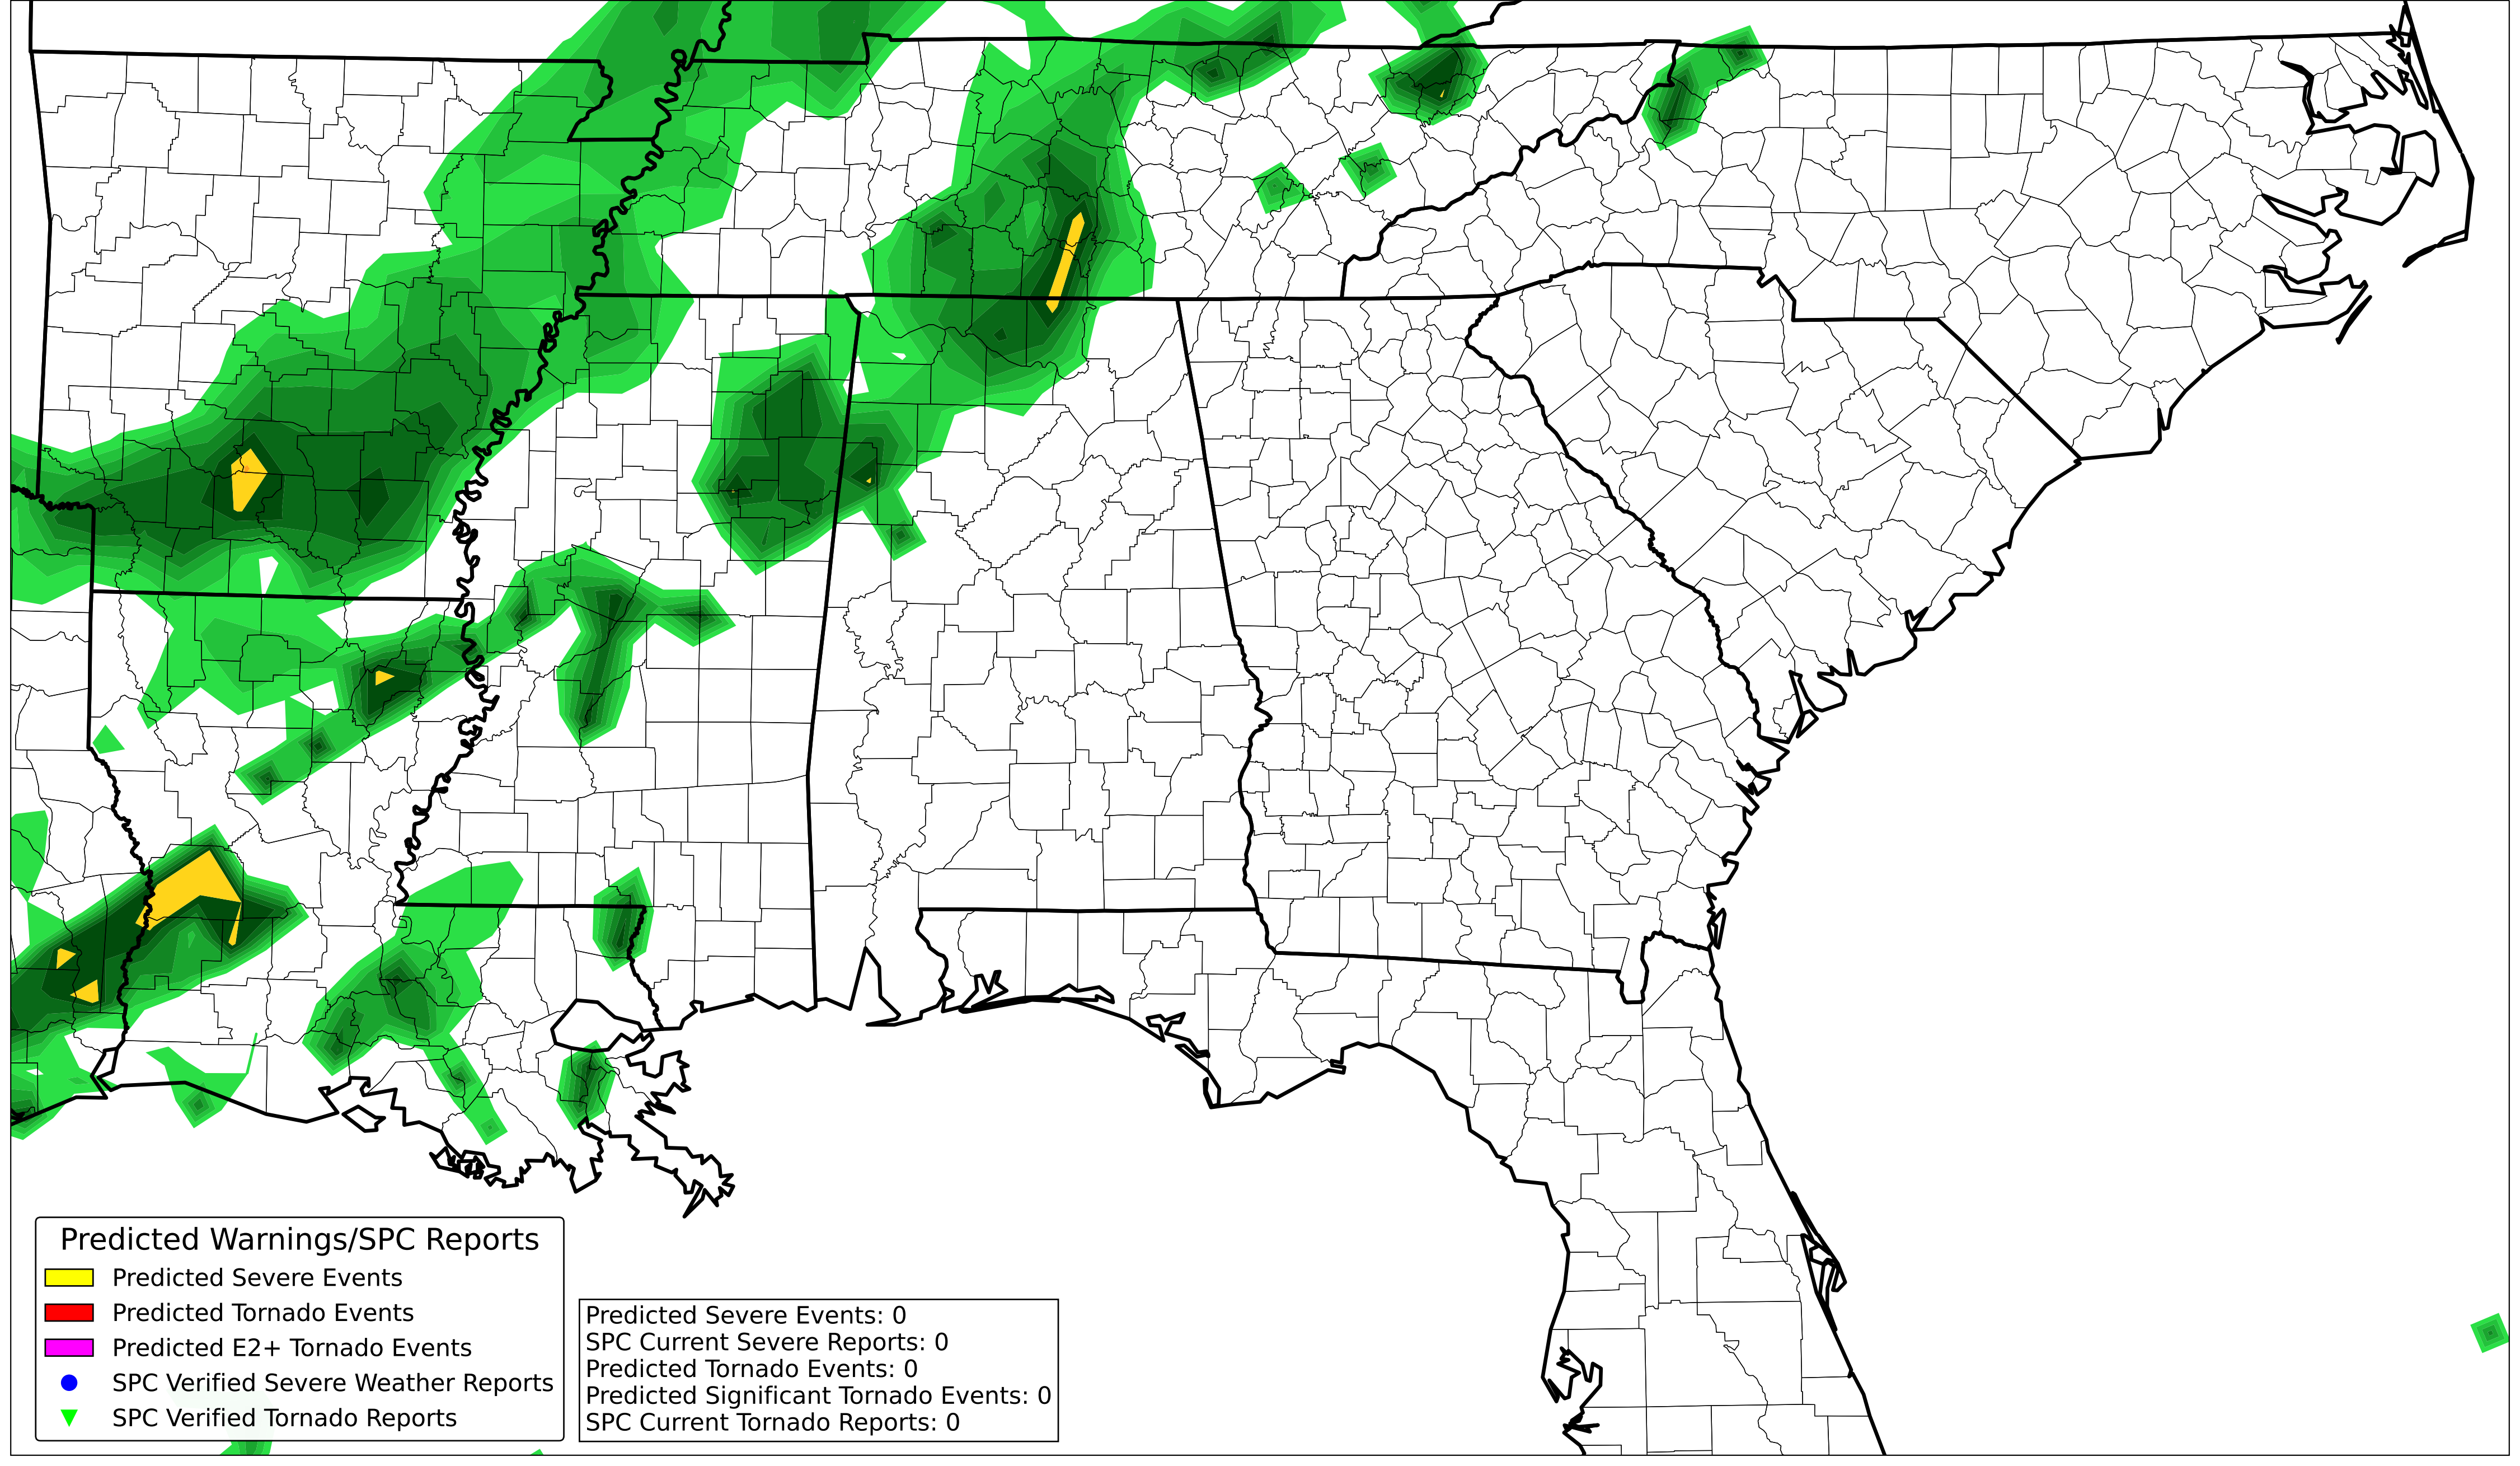 Predicted Warnings/SPC Reports
Predicted Severe Events
Predicted Tornado Events
Predicted E2+ Tornado Events
SPC Verified Severe Weather Reports
SPC Verified Tornado Reports
Predicted Severe Events: 0
SPC Current Severe Reports: 0
Predicted Tornado Events: 0
Predicted Significant Tornado Events: 0
SPC Current Tornado Reports: 0